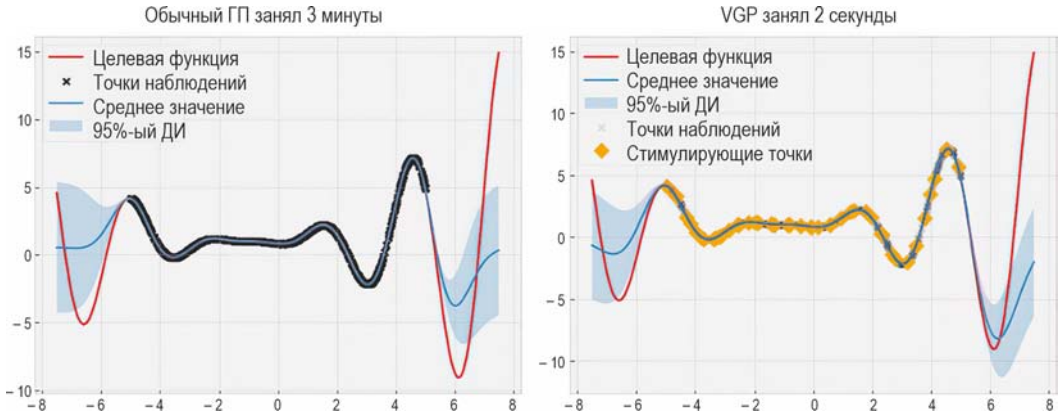 Обычный ГП занял 3 минуты
15
10
5
0
– 5
– 10
Целевая функция
Точки наблюдений
Среднее значение
95%-ый ДИ
– 8 – 6 – 4 – 2 0 2 4 6 8
VGP занял 2 секунды
15
10
5
0
– 5
– 10
Целевая функция
Среднее значение
95%-ый ДИ
Точки наблюдений
Стимулирующие точки
– 8 – 6 – 4 – 2 0 2 4 6 8